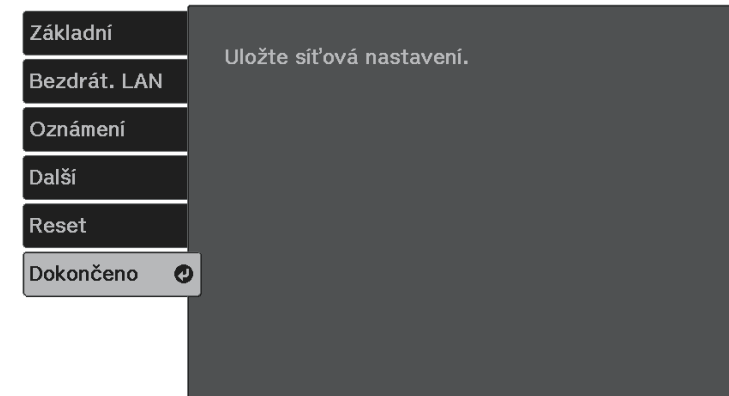 Základní
Bezdrát. LAN
Oznámení
Další
Reset
Dokončeno
Uložte síťová nastavení.